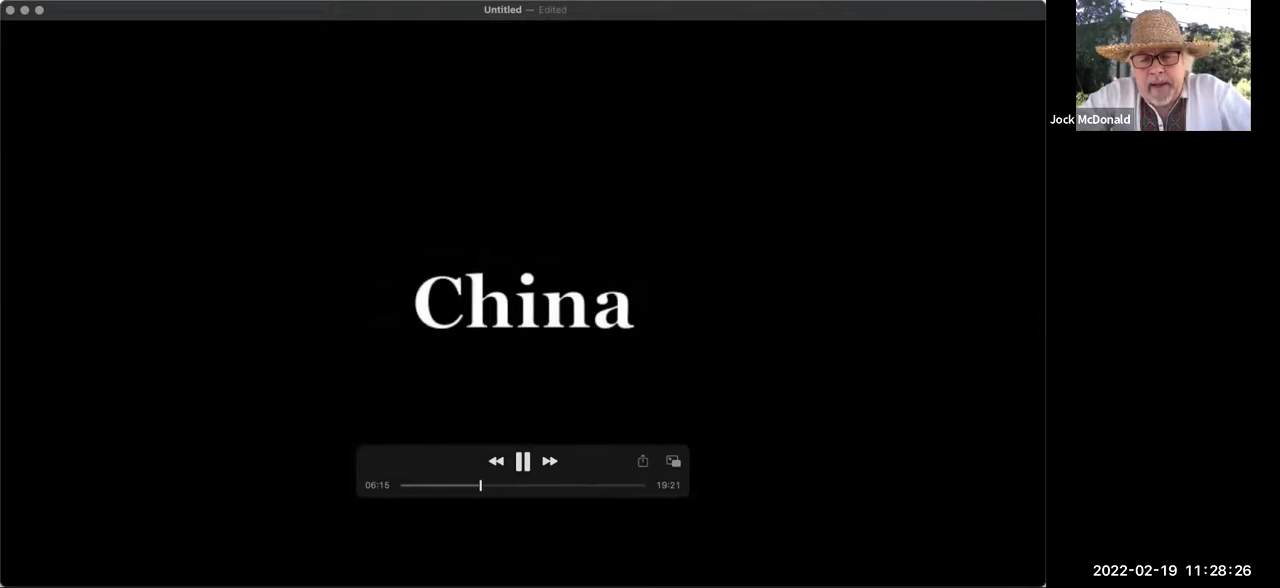 Untitled — Edited
Jock McDonald
China
06:15
19:21
2022-02-19 11:28:26